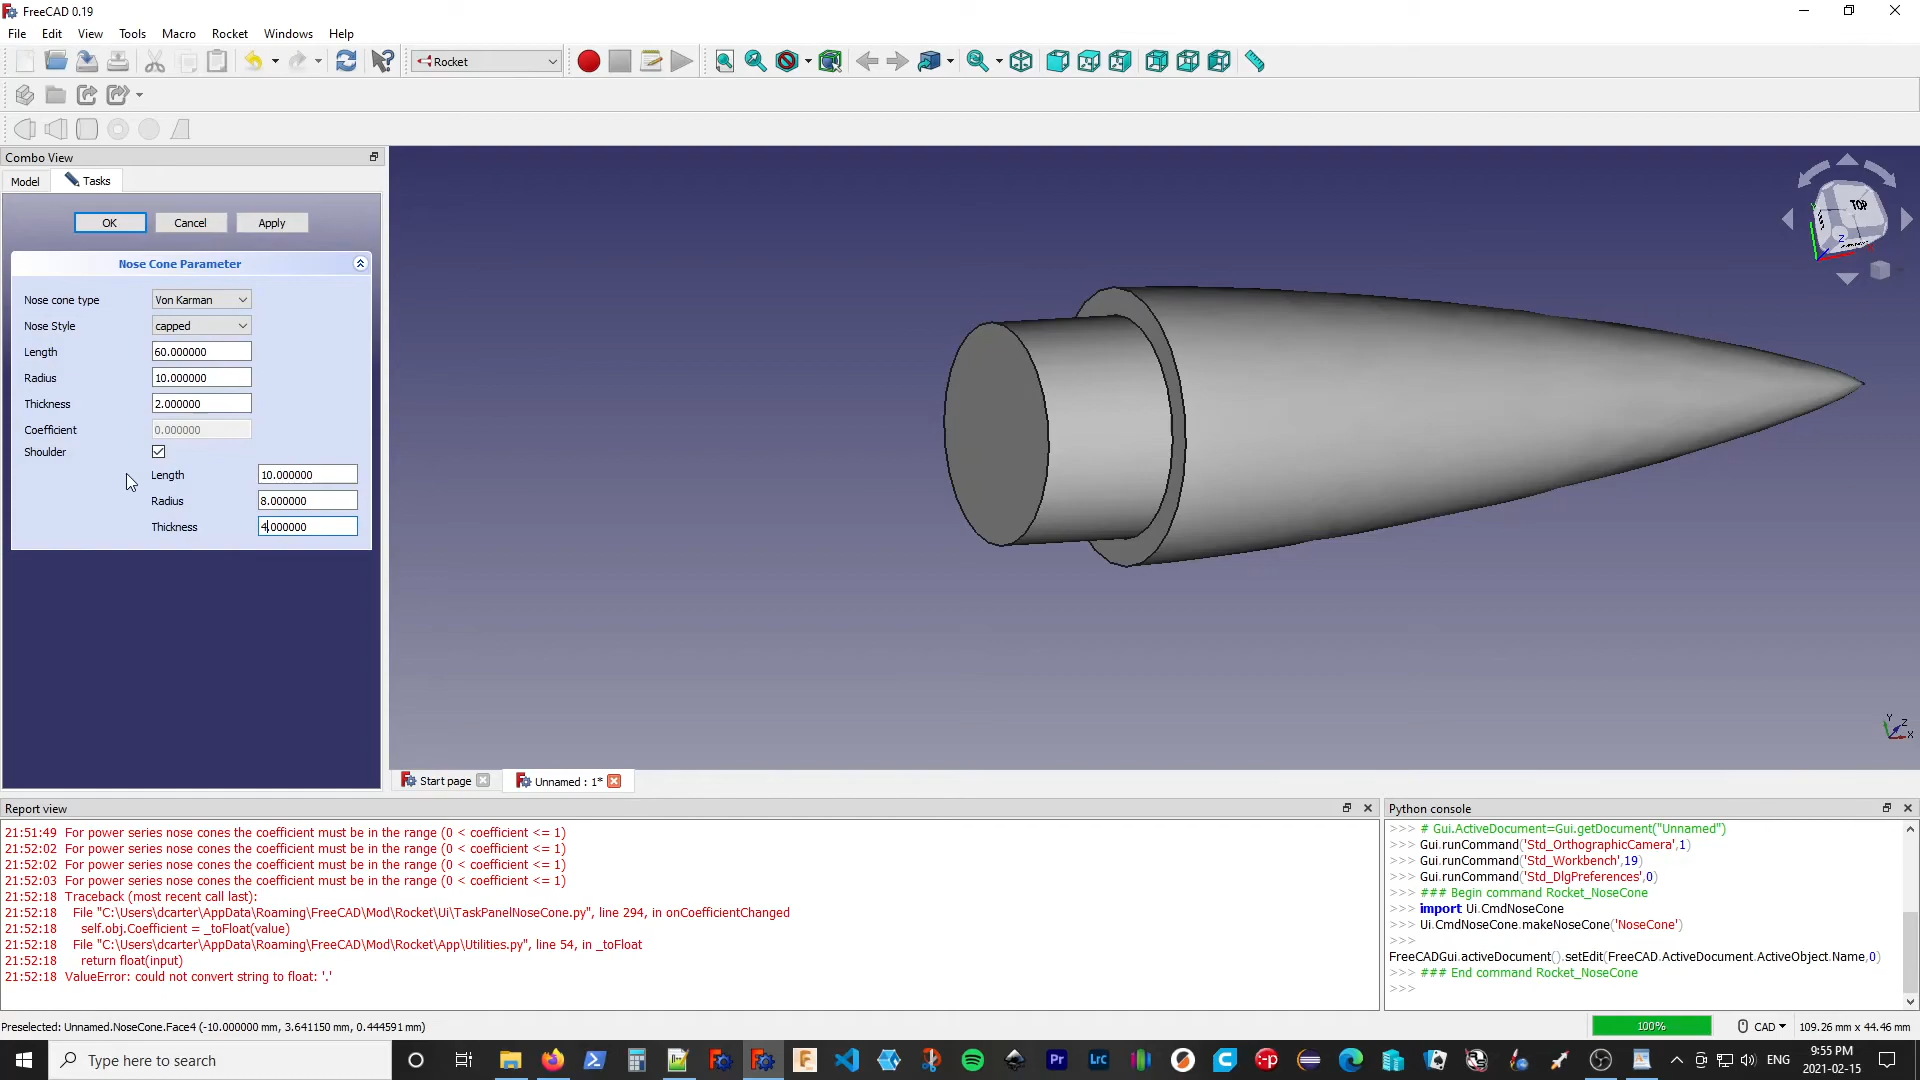 FreeCAD 0.19
File Edit View Tools Macro Rocket Windows Help
Rocket
Combo View
Model Tasks
OK Cancel Apply
Nose Cone Parameter
Nose cone type Von Karman
Nose Style capped
Length 60.000000
Radius 10.000000
Thickness 2.000000
Coefficient 0.000000
Shoulder
Length 10.000000
Radius 8.000000
Thickness 4.000000
TOP
Z
Y
Z
X
Start page Unnamed : 1*
Report view
21:51:49 For power series nose cones the coefficient must be in the range (0 < coefficient <= 1)
21:52:02 For power series nose cones the coefficient must be in the range (0 < coefficient <= 1)
21:52:02 For power series nose cones the coefficient must be in the range (0 < coefficient <= 1)
21:52:03 For power series nose cones the coefficient must be in the range (0 < coefficient <= 1)
21:52:18 Traceback (most recent call last):
21:52:18 File "C:\Users\dcarter\AppData\Roaming\FreeCAD\Mod\Rocket\Ui\TaskPanelNoseCone.py", line 294, in onCoefficientChanged
21:52:18 self.obj.Coefficient = _toFloat(value)
21:52:18 File "C:\Users\dcarter\AppData\Roaming\FreeCAD\Mod\Rocket\App\Utilities.py", line 54, in _toFloat
21:52:18 return float(input)
21:52:18 ValueError: could not convert string to float: '.'
Python console
>>> # Gui.ActiveDocument=Gui.getDocument("Unnamed")
>>> Gui.runCommand('Std_OrthographicCamera',1)
>>> Gui.runCommand('Std_Workbench',19)
>>> Gui.runCommand('Std_DlgPreferences',0)
>>> ### Begin command Rocket_NoseCone
>>> import Ui.CmdNoseCone
>>> Ui.CmdNoseCone.makeNoseCone('NoseCone')
>>>
FreeCADGui.activeDocument().setEdit(FreeCAD.ActiveDocument.ActiveObject.Name,0)
>>> ### End command Rocket_NoseCone
>>>
Preselected: Unnamed.NoseCone.Face4 (-10.000000 mm, 3.641150 mm, 0.444591 mm)
100%
CAD
109.26 mm x 44.46 mm
Type here to search
F
Pr
Lrc
ENG
9:55 PM
2021-02-15